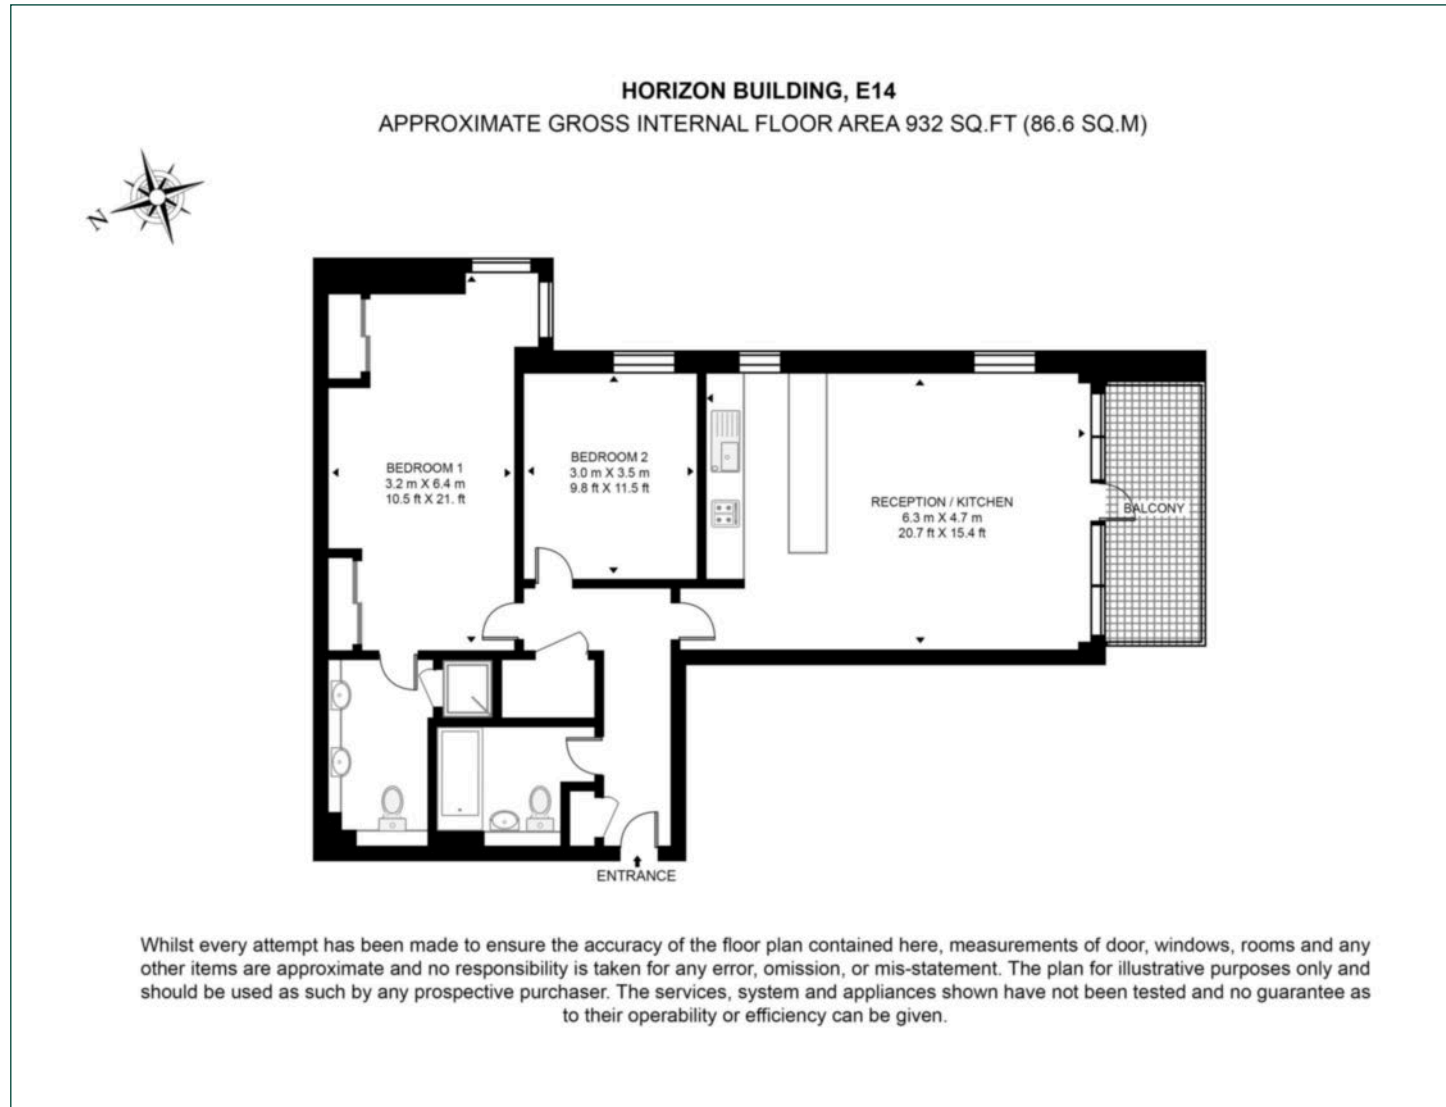 HORIZON BUILDING, E14
APPROXIMATE GROSS INTERNAL FLOOR AREA 932 SQ.FT (86.6 SQ.M)
N
BEDROOM 1
3.2 m X 6.4 m
10.5 ft X 21. ft
BEDROOM 2
3.0 m X 3.5 m
9.8 ft X 11.5 ft
RECEPTION / KITCHEN
6.3 m X 4.7 m
20.7 ft X 15.4 ft
BALCONY
ENTRANCE
Whilst every attempt has been made to ensure the accuracy of the floor plan contained here, measurements of door, windows, rooms and any
other items are approximate and no responsibility is taken for any error, omission, or mis-statement. The plan for illustrative purposes only and
should be used as such by any prospective purchaser. The services, system and appliances shown have not been tested and no guarantee as
to their operability or efficiency can be given.